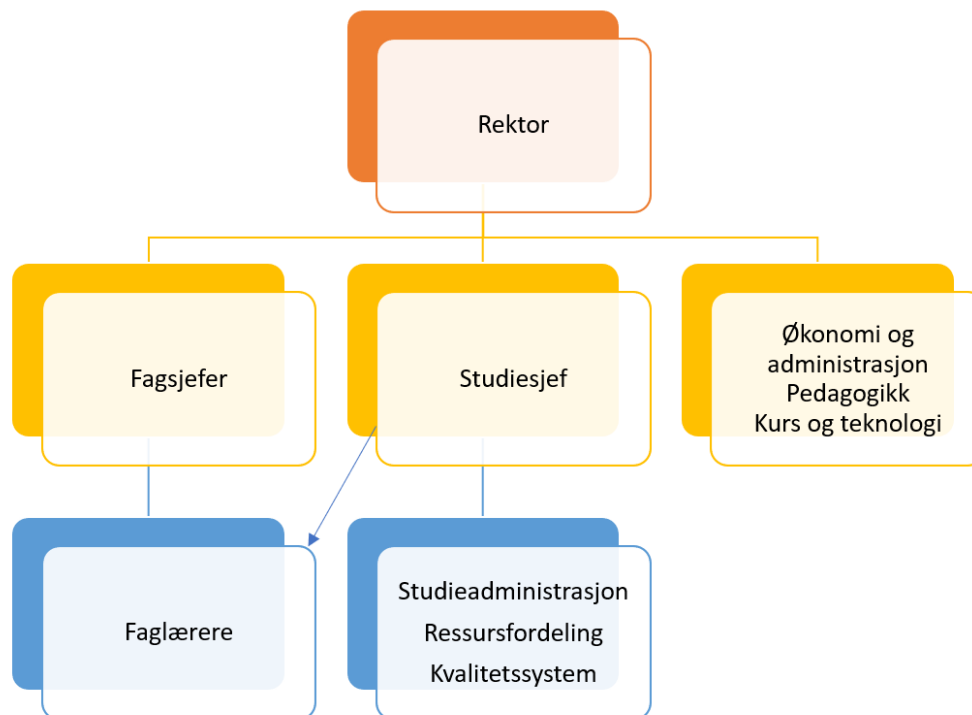 Rektor
Fagsjefer
Studiesjef
Økonomi og
administrasjon
Pedagogikk
Kurs og teknologi
Faglærere
Studieadministrasjon
Ressursfordeling
Kvalitetssystem